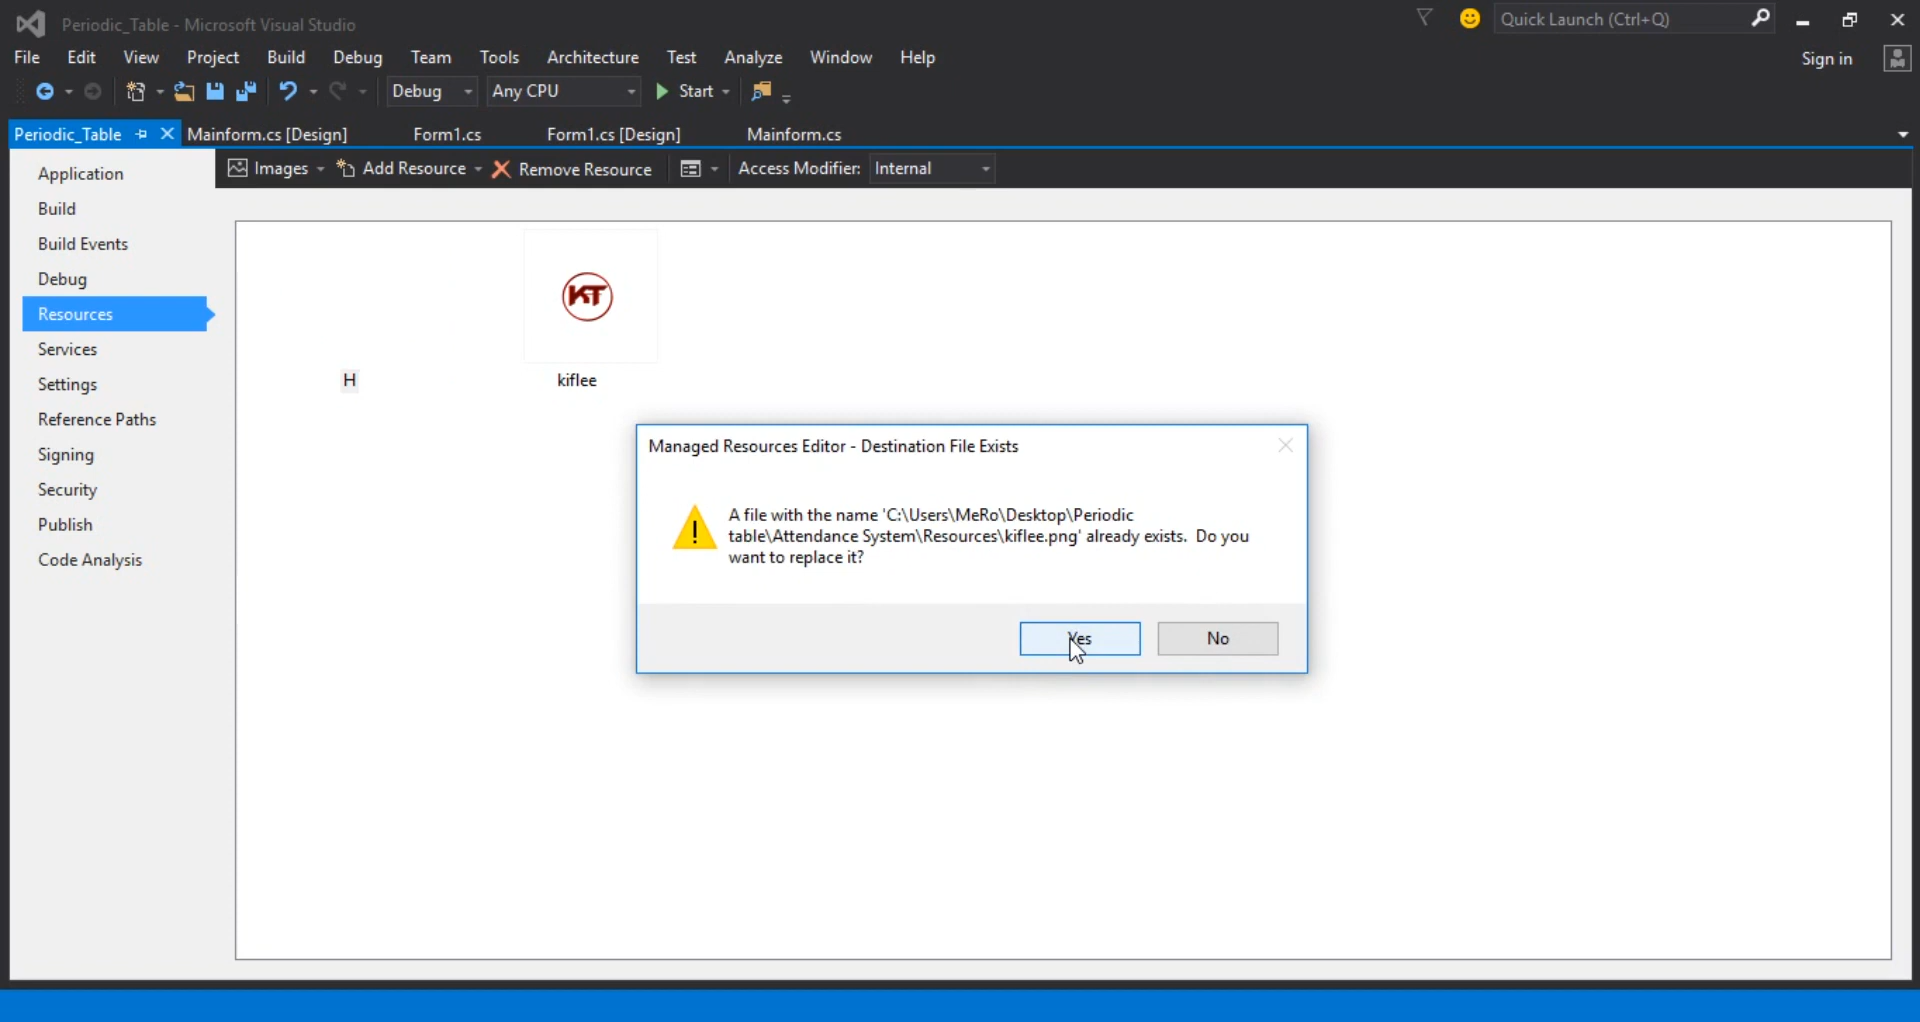 Periodic_Table - Microsoft Visual Studio
Quick Launch (Ctrl+Q)
File Edit View Project Build Debug Team Tools Architecture Test Analyze Window Help
Sign in
Debug Any CPU Start
Periodic_Table Mainform.cs [Design] Form1.cs Form1.cs [Design] Mainform.cs
Images Add Resource Remove Resource Access Modifier: Internal
Application
Build
Build Events
Debug
Resources
Services
Settings
Reference Paths
Signing
Security
Publish
Code Analysis
KT
H kiflee
Managed Resources Editor - Destination File Exists
A file with the name 'C:\Users\MeRo\Desktop\Periodic
table\Attendance System\Resources\kiflee.png' already exists. Do you
want to replace it?
Yes No